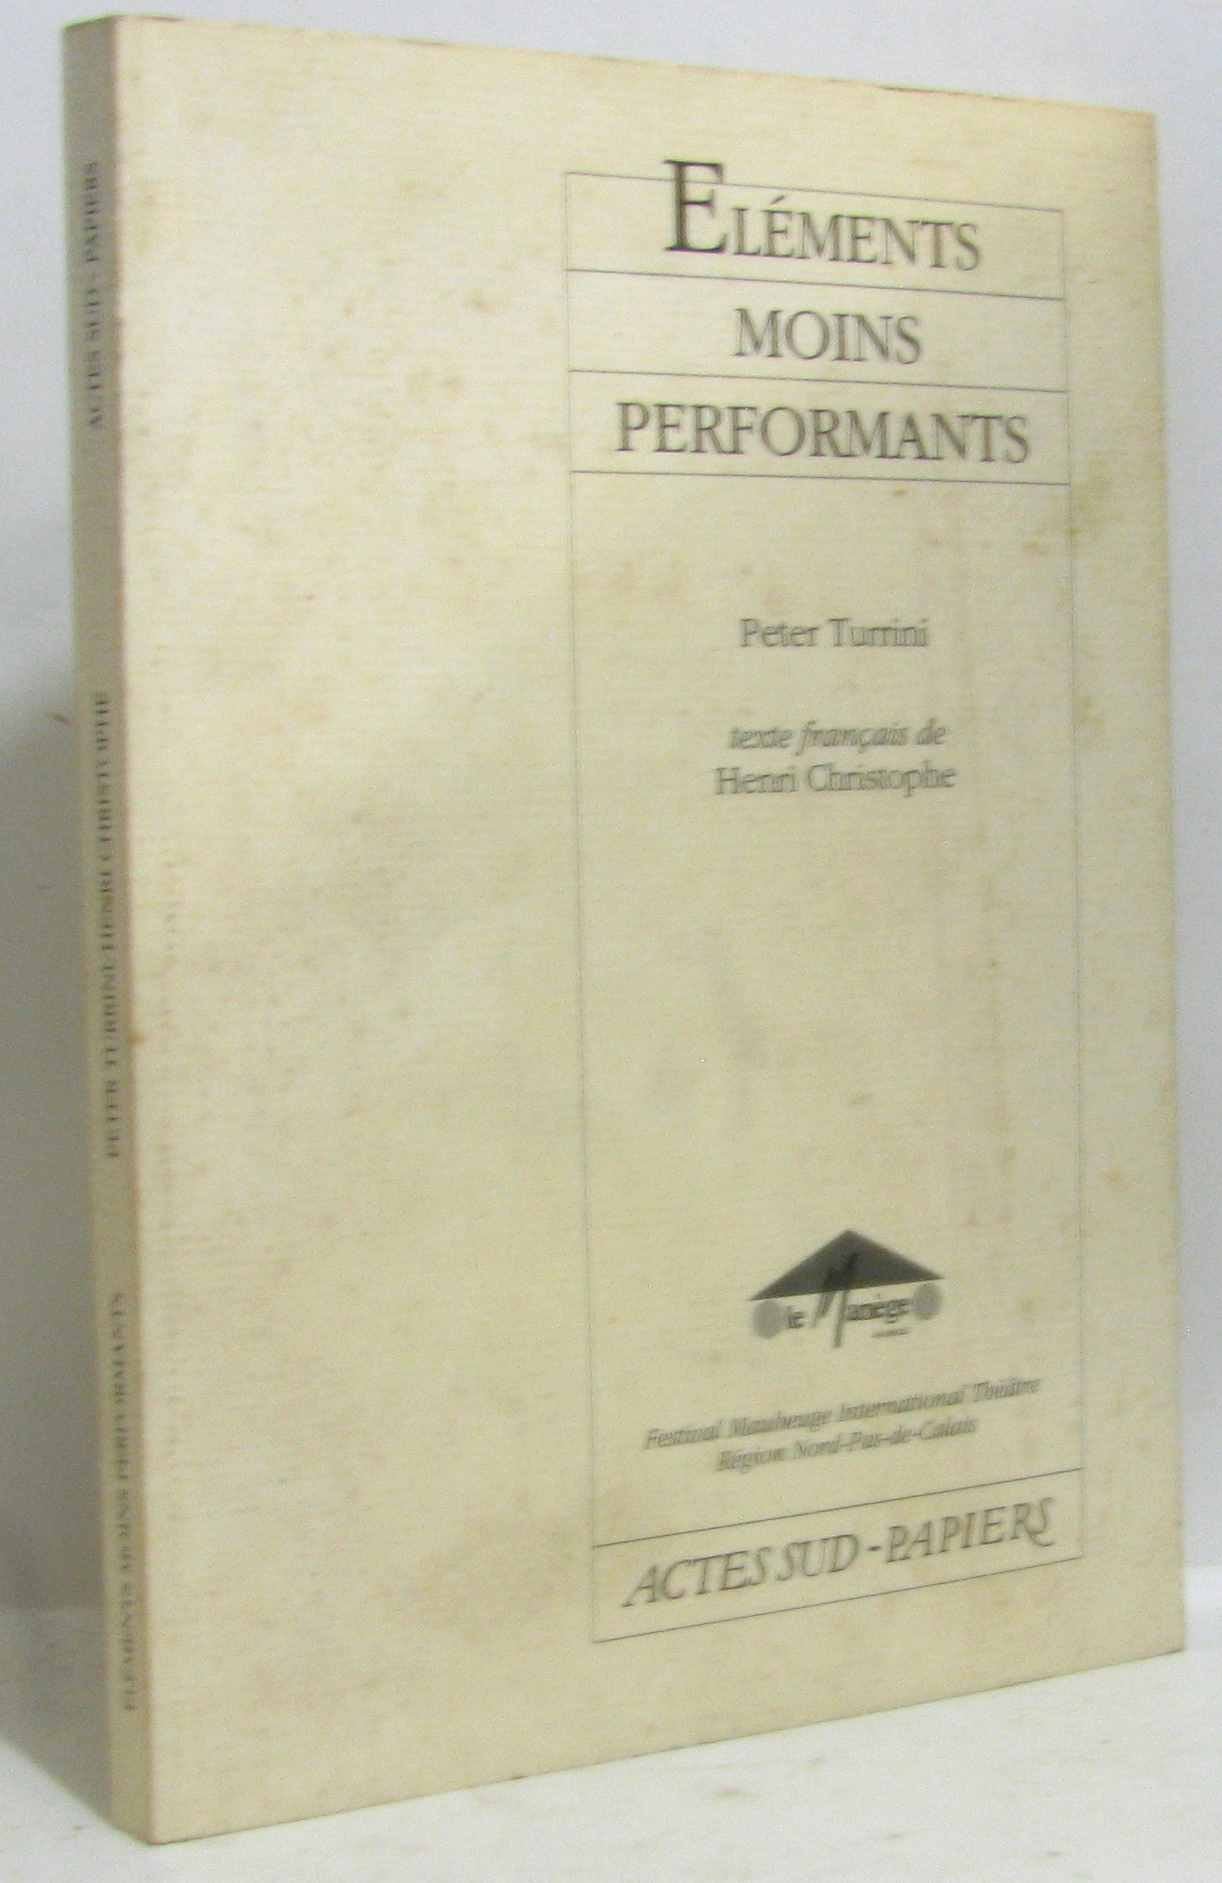 ELÉMENTS
MOINS
PERFORMANTS
Peter Turrini
texte français de
Henri Christophe
le Manège
Festival Maubeuge International Théâtre
Région Nord-Pas-de-Calais
ACTES SUD-PAPIERS
ACTES SUD - PAPIERS
PETER TURRINI/HENRI CHRISTOPHE
ELÉMENTS MOINS PERFORMANTS